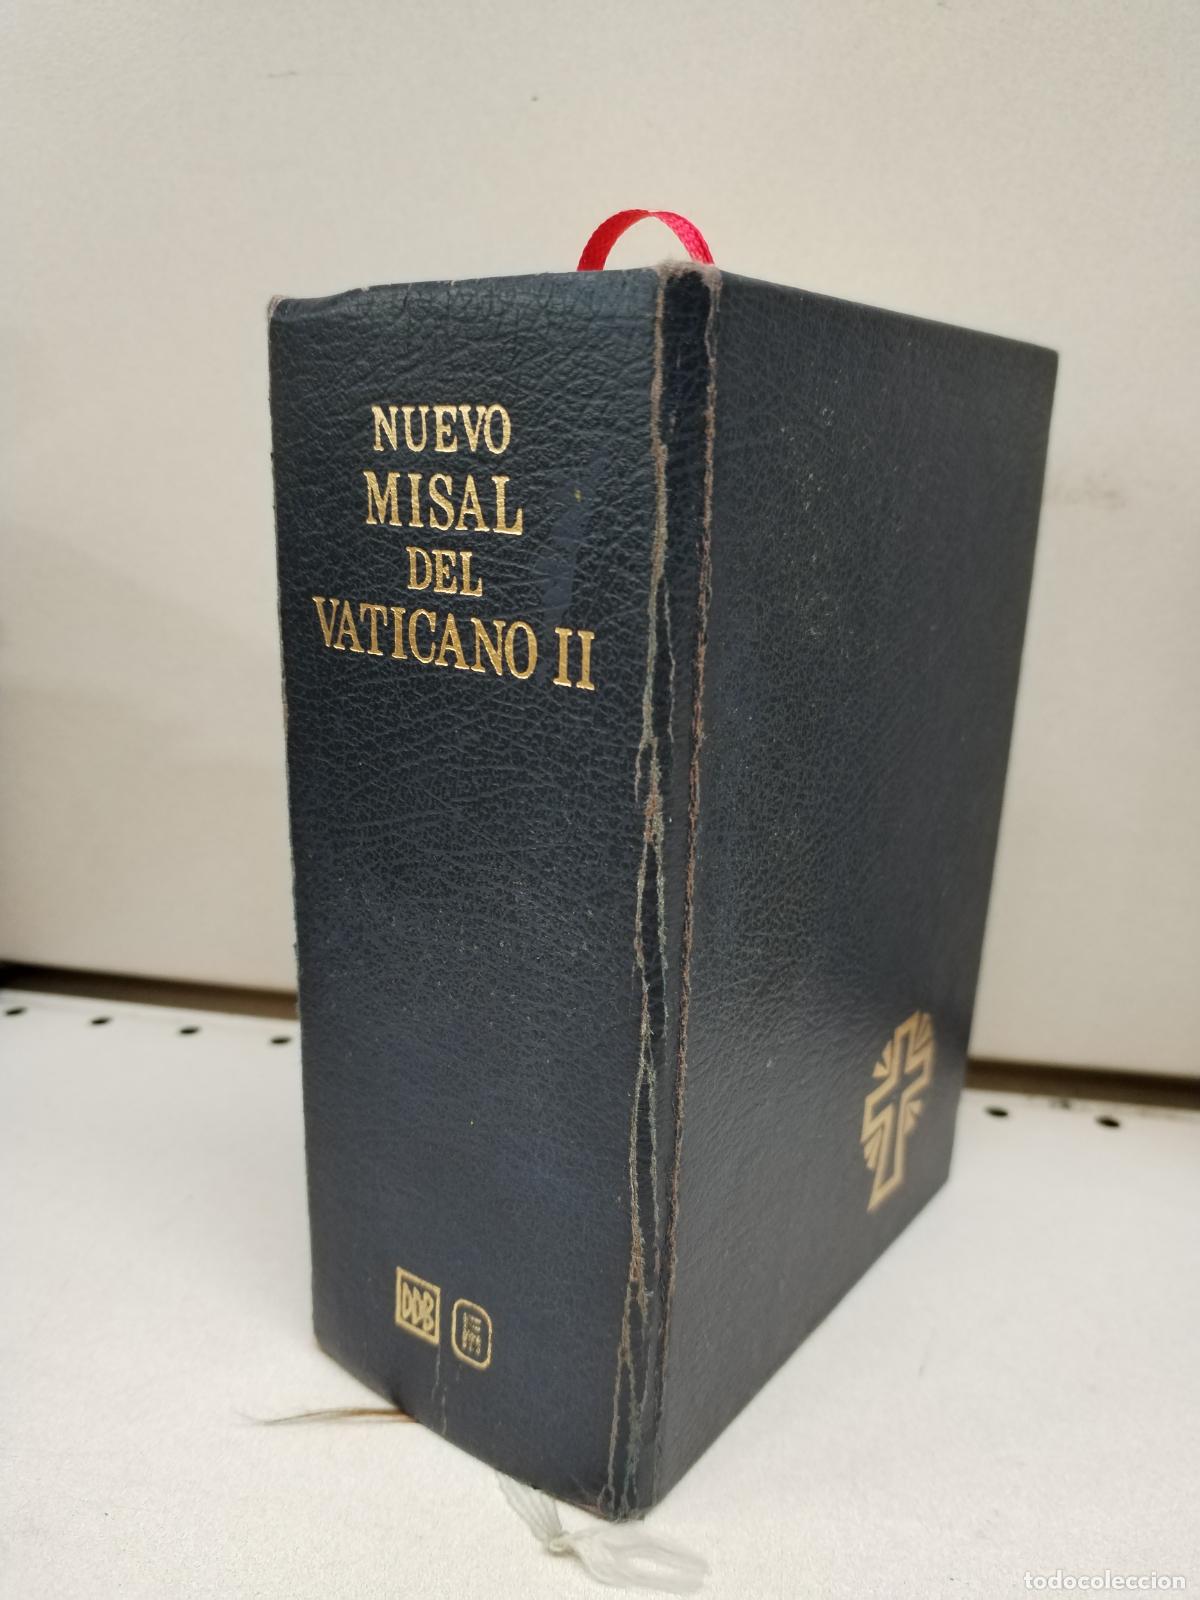 NUEVO
MISAL
DEL
VATICANO II
DDB
todocoleccion